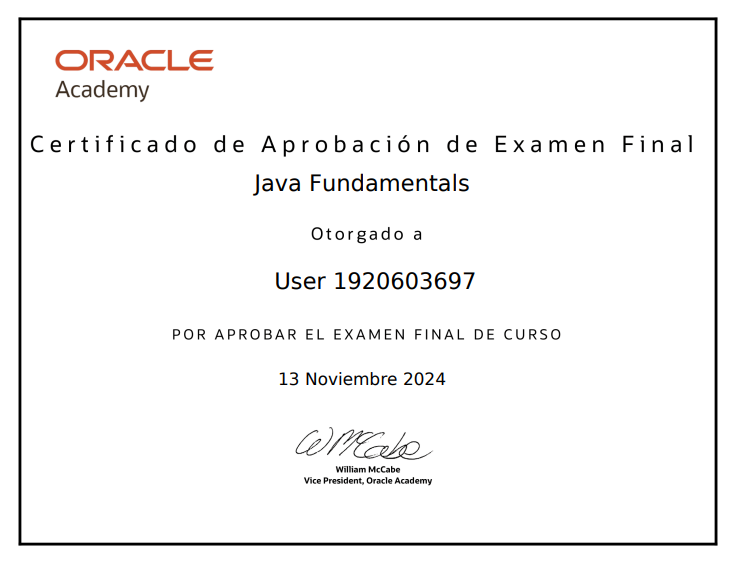 ORACLE
Academy
Certificado de Aprobación de Examen Final
Java Fundamentals
Otorgado a
User 1920603697
POR APROBAR EL EXAMEN FINAL DE CURSO
13 Noviembre 2024
W McCabe
William McCabe
Vice President, Oracle Academy